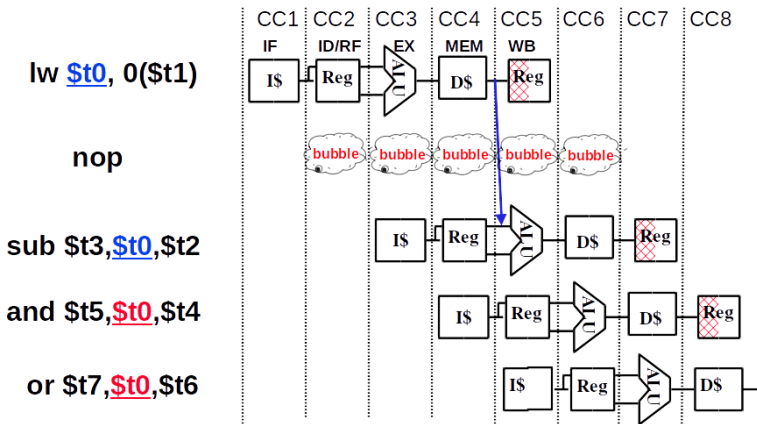 CC1 CC2 CC3 CC4 CC5 CC6 CC7 CC8
IF ID/RF EX MEM WB
lw $t0, 0($t1) I$ Reg ALU D$ Reg
nop bubble bubble bubble bubble bubble
sub $t3,$t0,$t2 I$ Reg ALU D$ Reg
and $t5,$t0,$t4 I$ Reg ALU D$ Reg
or $t7,$t0,$t6 I$ Reg ALU D$